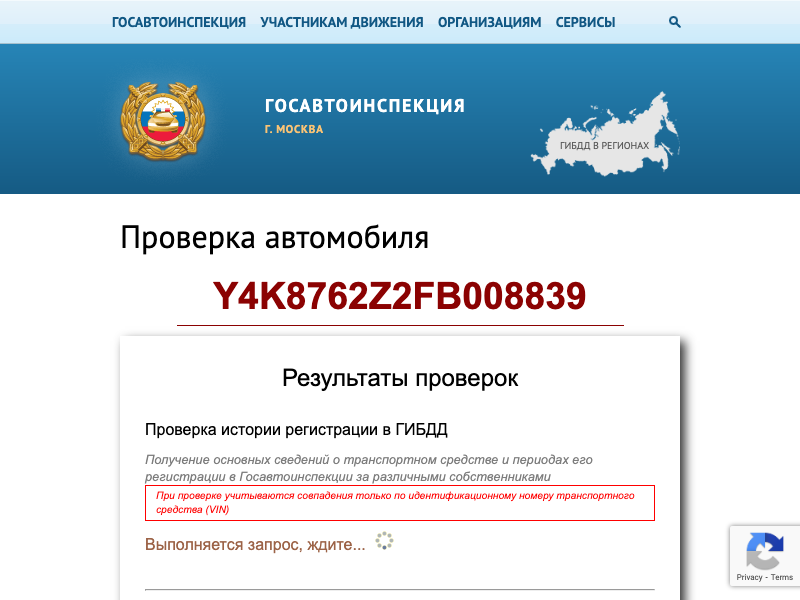 ГОСАВТОИНСПЕКЦИЯ УЧАСТНИКАМ ДВИЖЕНИЯ ОРГАНИЗАЦИЯМ СЕРВИСЫ
ГОСАВТОИНСПЕКЦИЯ
Г. МОСКВА
ГИБДД В РЕГИОНАХ
Проверка автомобиля
Y4K8762Z2FB008839
Результаты проверок
Проверка истории регистрации в ГИБДД
Получение основных сведений о транспортном средстве и периодах его
регистрации в Госавтоинспекции за различными собственниками
При проверке учитываются совпадения только по идентификационному номеру транспортного
средства (VIN)
Выполняется запрос, ждите...
Privacy - Terms